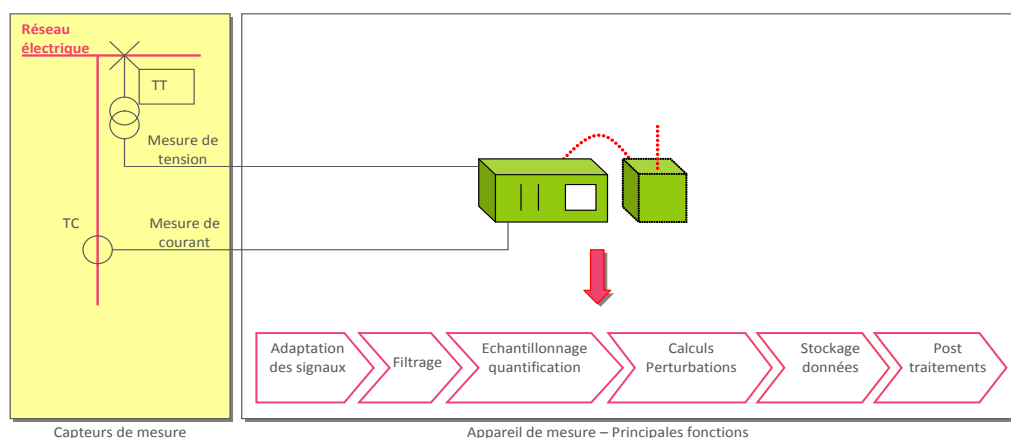 Réseau
électrique
TT
Mesure de
tension
TC
Mesure de
courant
Adaptation
des signaux
Filtrage
Echantillonnage
quantification
Calculs
Perturbations
Stockage
données
Post
traitements
Capteurs de mesure
Appareil de mesure – Principales fonctions